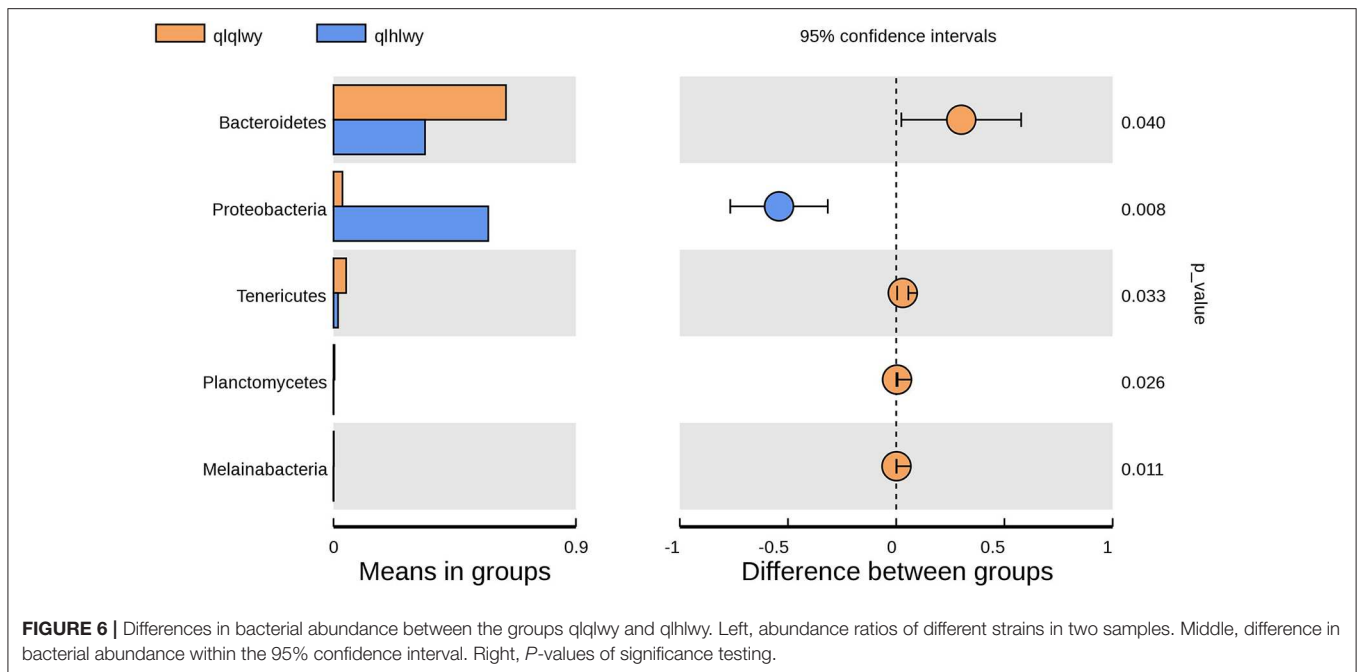 qlqlwy qlhlwy 95% confidence intervals
Bacteroidetes 0.040
Proteobacteria 0.008
Tenericutes 0.033
p_value
Planctomycetes 0.026
Melainabacteria 0.011
0 0.9 -1 -0.5 0 0.5 1
Means in groups Difference between groups
FIGURE 6 | Differences in bacterial abundance between the groups qlqlwy and qlhlwy. Left, abundance ratios of different strains in two samples. Middle, difference in
bacterial abundance within the 95% confidence interval. Right, P-values of significance testing.